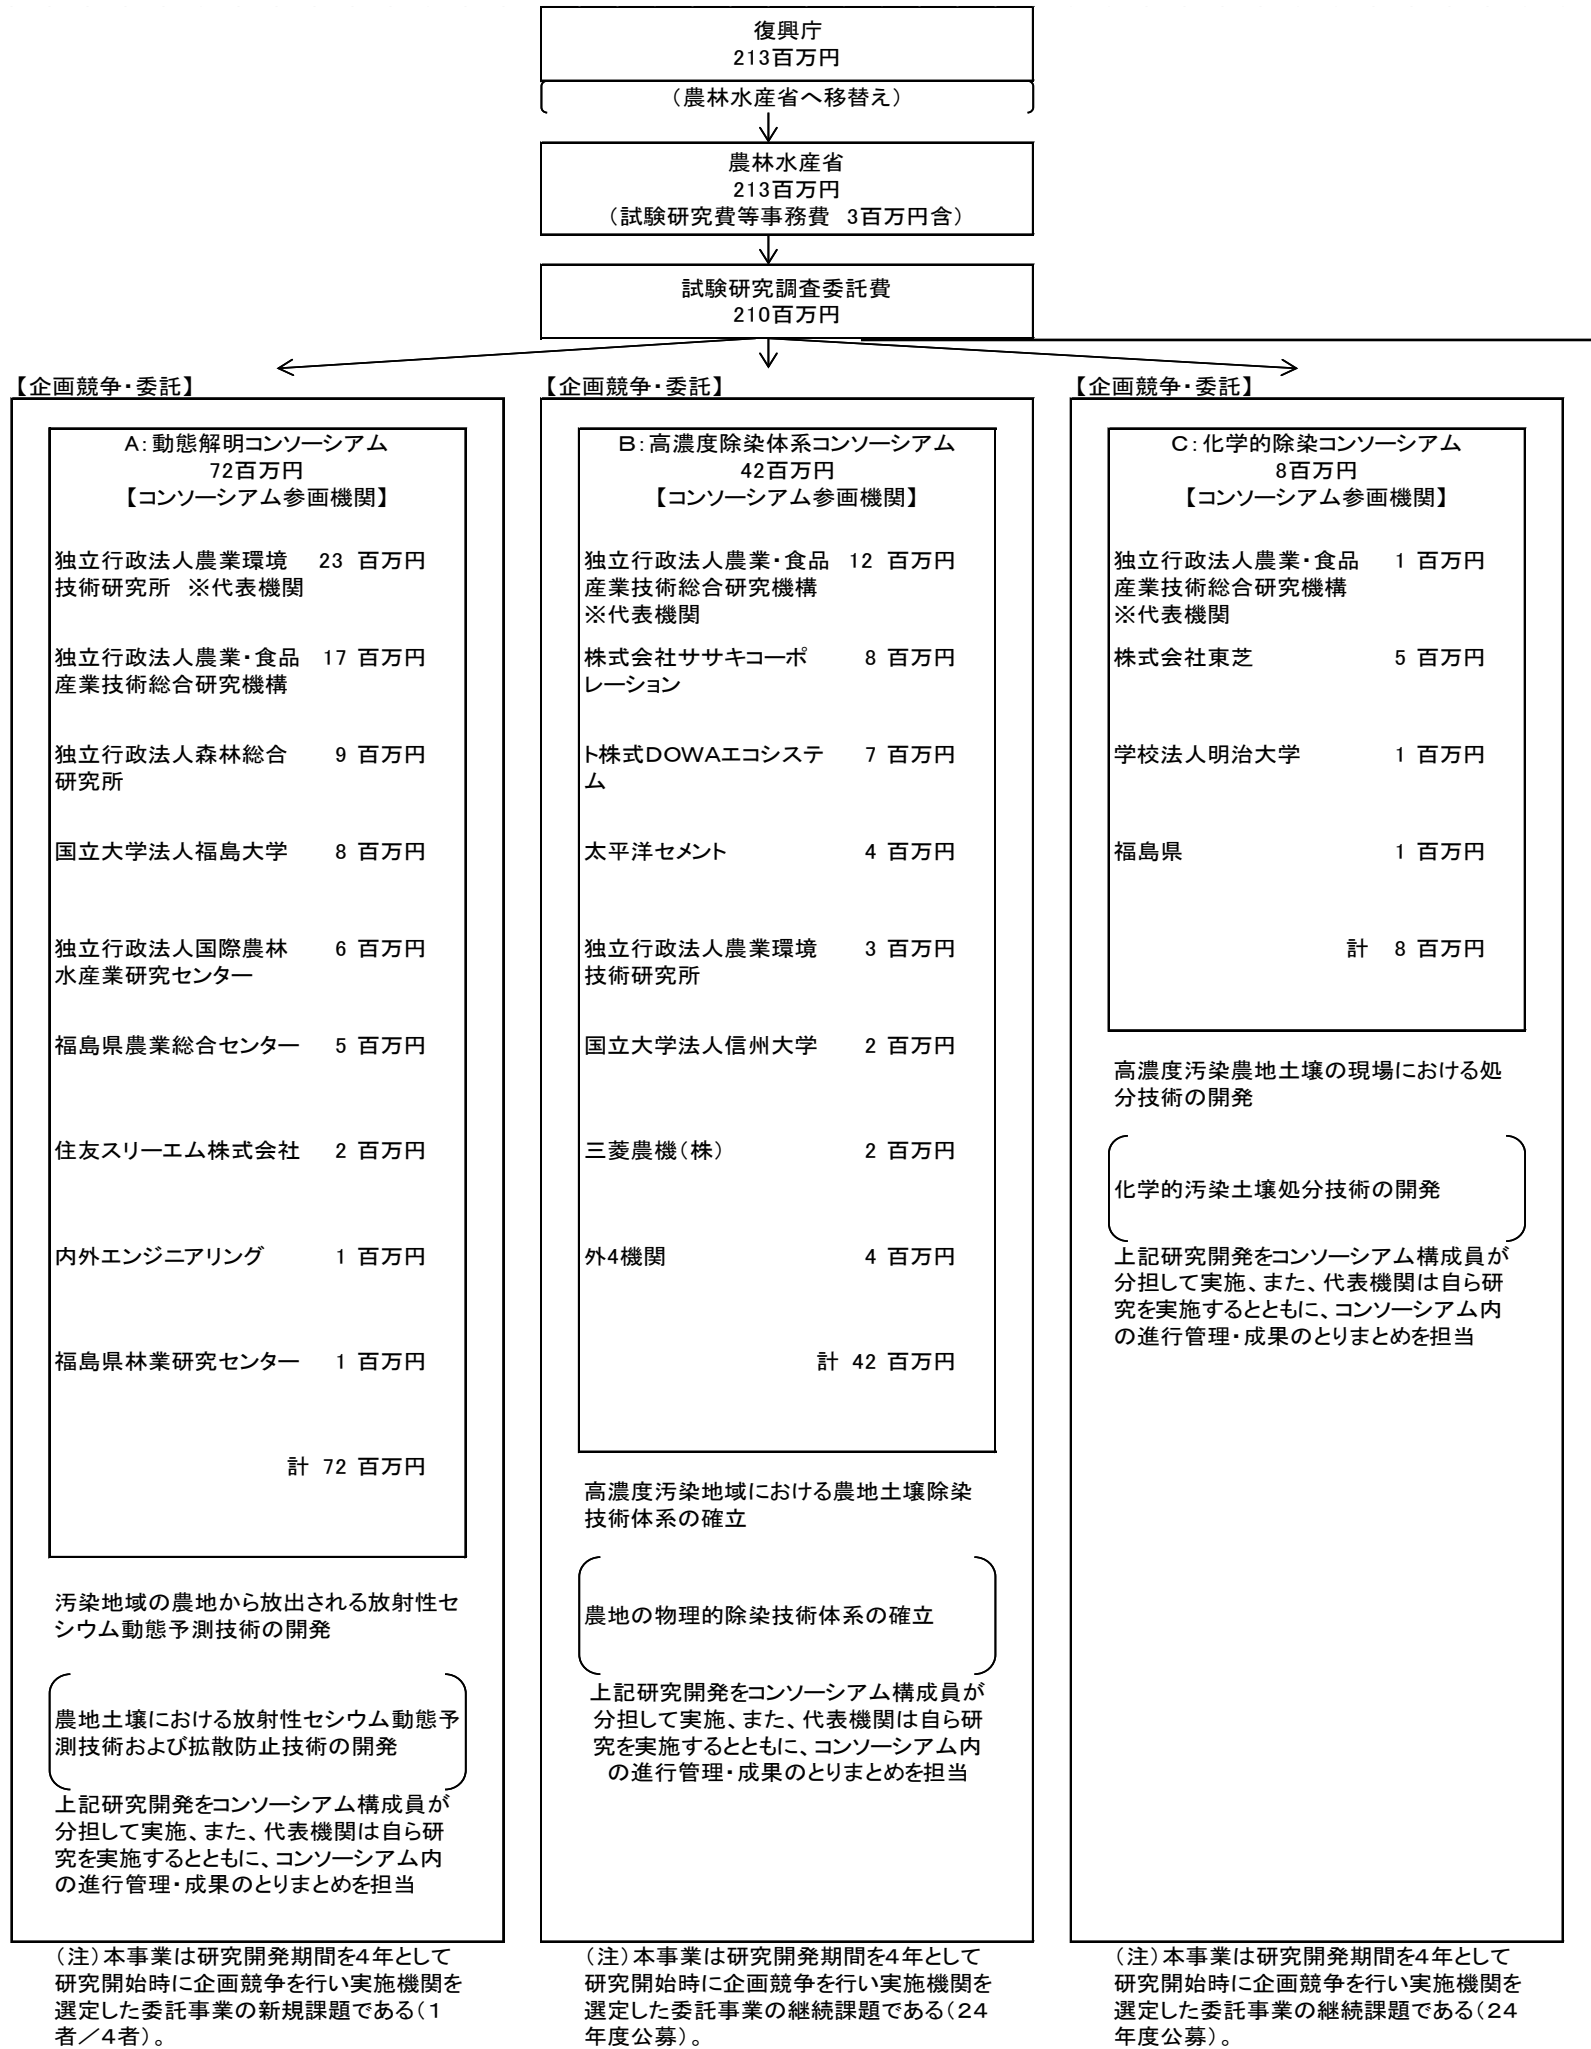 復興庁
213百万円
（農林水産省へ移替え）
農林水産省
213百万円
（試験研究費等事務費　3百万円含）
試験研究調査委託費
210百万円
【企画競争・委託】
A：動態解明コンソーシアム
72百万円
【コンソーシアム参画機関】
独立行政法人農業環境　23 百万円
技術研究所　※代表機関
独立行政法人農業・食品　17 百万円
産業技術総合研究機構
独立行政法人森林総合　9 百万円
研究所
国立大学法人福島大学　8 百万円
独立行政法人国際農林　6 百万円
水産業研究センター
福島県農業総合センター　5 百万円
住友スリーエム株式会社　2 百万円
内外エンジニアリング　1 百万円
福島県林業研究センター　1 百万円
計 72 百万円
汚染地域の農地から放出される放射性セ
シウム動態予測技術の開発
農地土壌における放射性セシウム動態予
測技術および拡散防止技術の開発
上記研究開発をコンソーシアム構成員が
分担して実施、また、代表機関は自ら研
究を実施するとともに、コンソーシアム内
の進行管理・成果のとりまとめを担当
（注）本事業は研究開発期間を4年として
研究開始時に企画競争を行い実施機関を
選定した委託事業の新規課題である（１
者／４者）。
【企画競争・委託】
B：高濃度除染体系コンソーシアム
42百万円
【コンソーシアム参画機関】
独立行政法人農業・食品　12 百万円
産業技術総合研究機構
※代表機関
株式会社ササキコーポ　8 百万円
レーション
ト株式DOWAエコシステ　7 百万円
ム
太平洋セメント　4 百万円
独立行政法人農業環境　3 百万円
技術研究所
国立大学法人信州大学　2 百万円
三菱農機（株）　2 百万円
外4機関　4 百万円
計 42 百万円
高濃度汚染地域における農地土壌除染
技術体系の確立
農地の物理的除染技術体系の確立
上記研究開発をコンソーシアム構成員が
分担して実施、また、代表機関は自ら研
究を実施するとともに、コンソーシアム内
の進行管理・成果のとりまとめを担当
（注）本事業は研究開発期間を4年として
研究開始時に企画競争を行い実施機関を
選定した委託事業の継続課題である（２４
年度公募）。
【企画競争・委託】
C：化学的除染コンソーシアム
8百万円
【コンソーシアム参画機関】
独立行政法人農業・食品　1 百万円
産業技術総合研究機構
※代表機関
株式会社東芝　5 百万円
学校法人明治大学　1 百万円
福島県　1 百万円
計　8 百万円
高濃度汚染農地土壌の現場における処
分技術の開発
化学的汚染土壌処分技術の開発
上記研究開発をコンソーシアム構成員が
分担して実施、また、代表機関は自ら研
究を実施するとともに、コンソーシアム内
の進行管理・成果のとりまとめを担当
（注）本事業は研究開発期間を4年として
研究開始時に企画競争を行い実施機関を
選定した委託事業の継続課題である（２４
年度公募）。